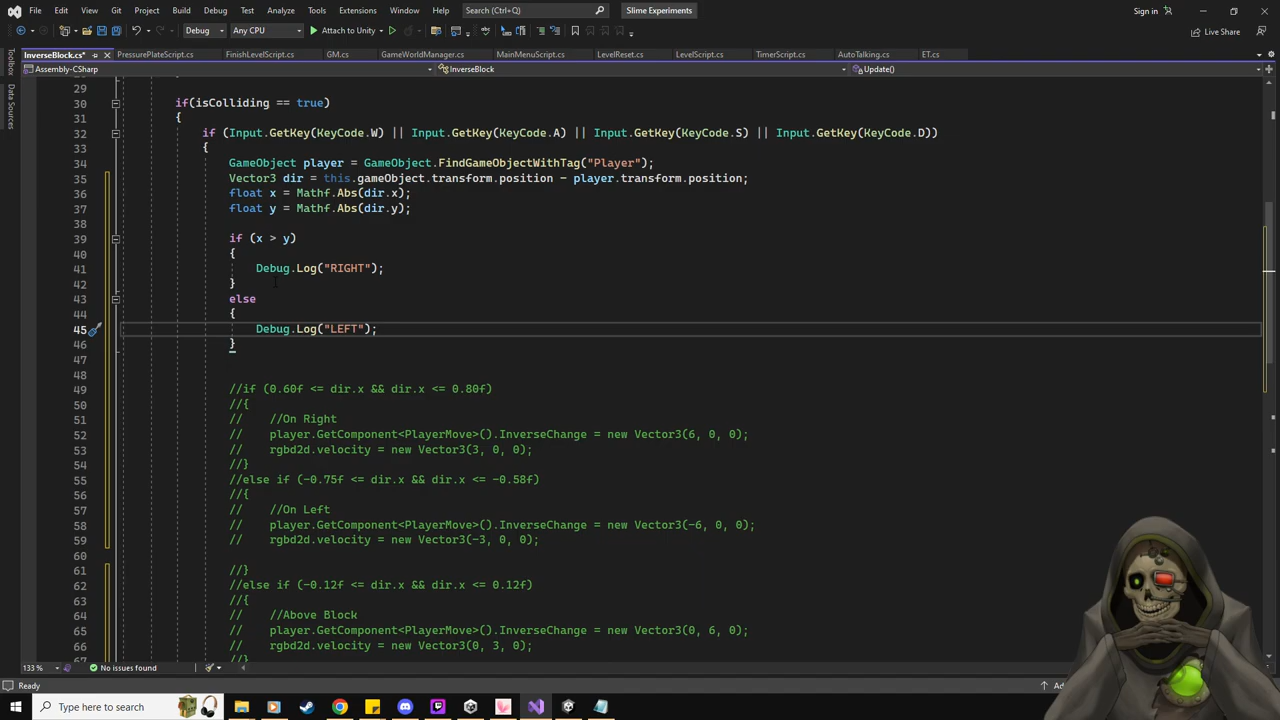 File Edit View Git Project Build Debug Test Analyze Tools Extensions Window Help Search (Ctrl+Q) Slime Experiments Sign in
Debug Any CPU Attach to Unity Live Share
InverseBlock.cs* PressurePlateScript.cs FinishLevelScript.cs GM.cs GameWorldManager.cs MainMenuScript.cs LevelReset.cs LevelScript.cs TimerScript.cs AutoTalking.cs ET.cs
Toolbox
Data Sources
Assembly-CSharp InverseBlock Update()
29
30 if(isColliding == true)
31 {
32 if (Input.GetKey(KeyCode.W) || Input.GetKey(KeyCode.A) || Input.GetKey(KeyCode.S) || Input.GetKey(KeyCode.D))
33 {
34 GameObject player = GameObject.FindGameObjectWithTag("Player");
35 Vector3 dir = this.gameObject.transform.position - player.transform.position;
36 float x = Mathf.Abs(dir.x);
37 float y = Mathf.Abs(dir.y);
38
39 if (x > y)
40 {
41 Debug.Log("RIGHT");
42 }
43 else
44 {
45 Debug.Log("LEFT");
46 }
47
48
49 //if (0.60f <= dir.x && dir.x <= 0.80f)
50 //{
51 // //On Right
52 // player.GetComponent<PlayerMove>().InverseChange = new Vector3(6, 0, 0);
53 // rgbd2d.velocity = new Vector3(3, 0, 0);
54 //}
55 //else if (-0.75f <= dir.x && dir.x <= -0.58f)
56 //{
57 // //On Left
58 // player.GetComponent<PlayerMove>().InverseChange = new Vector3(-6, 0, 0);
59 // rgbd2d.velocity = new Vector3(-3, 0, 0);
60
61 //}
62 //else if (-0.12f <= dir.x && dir.x <= 0.12f)
63 //{
64 // //Above Block
65 // player.GetComponent<PlayerMove>().InverseChange = new Vector3(0, 6, 0);
66 // rgbd2d.velocity = new Vector3(0, 3, 0);
//}
133 % No issues found
Ready
Type here to search